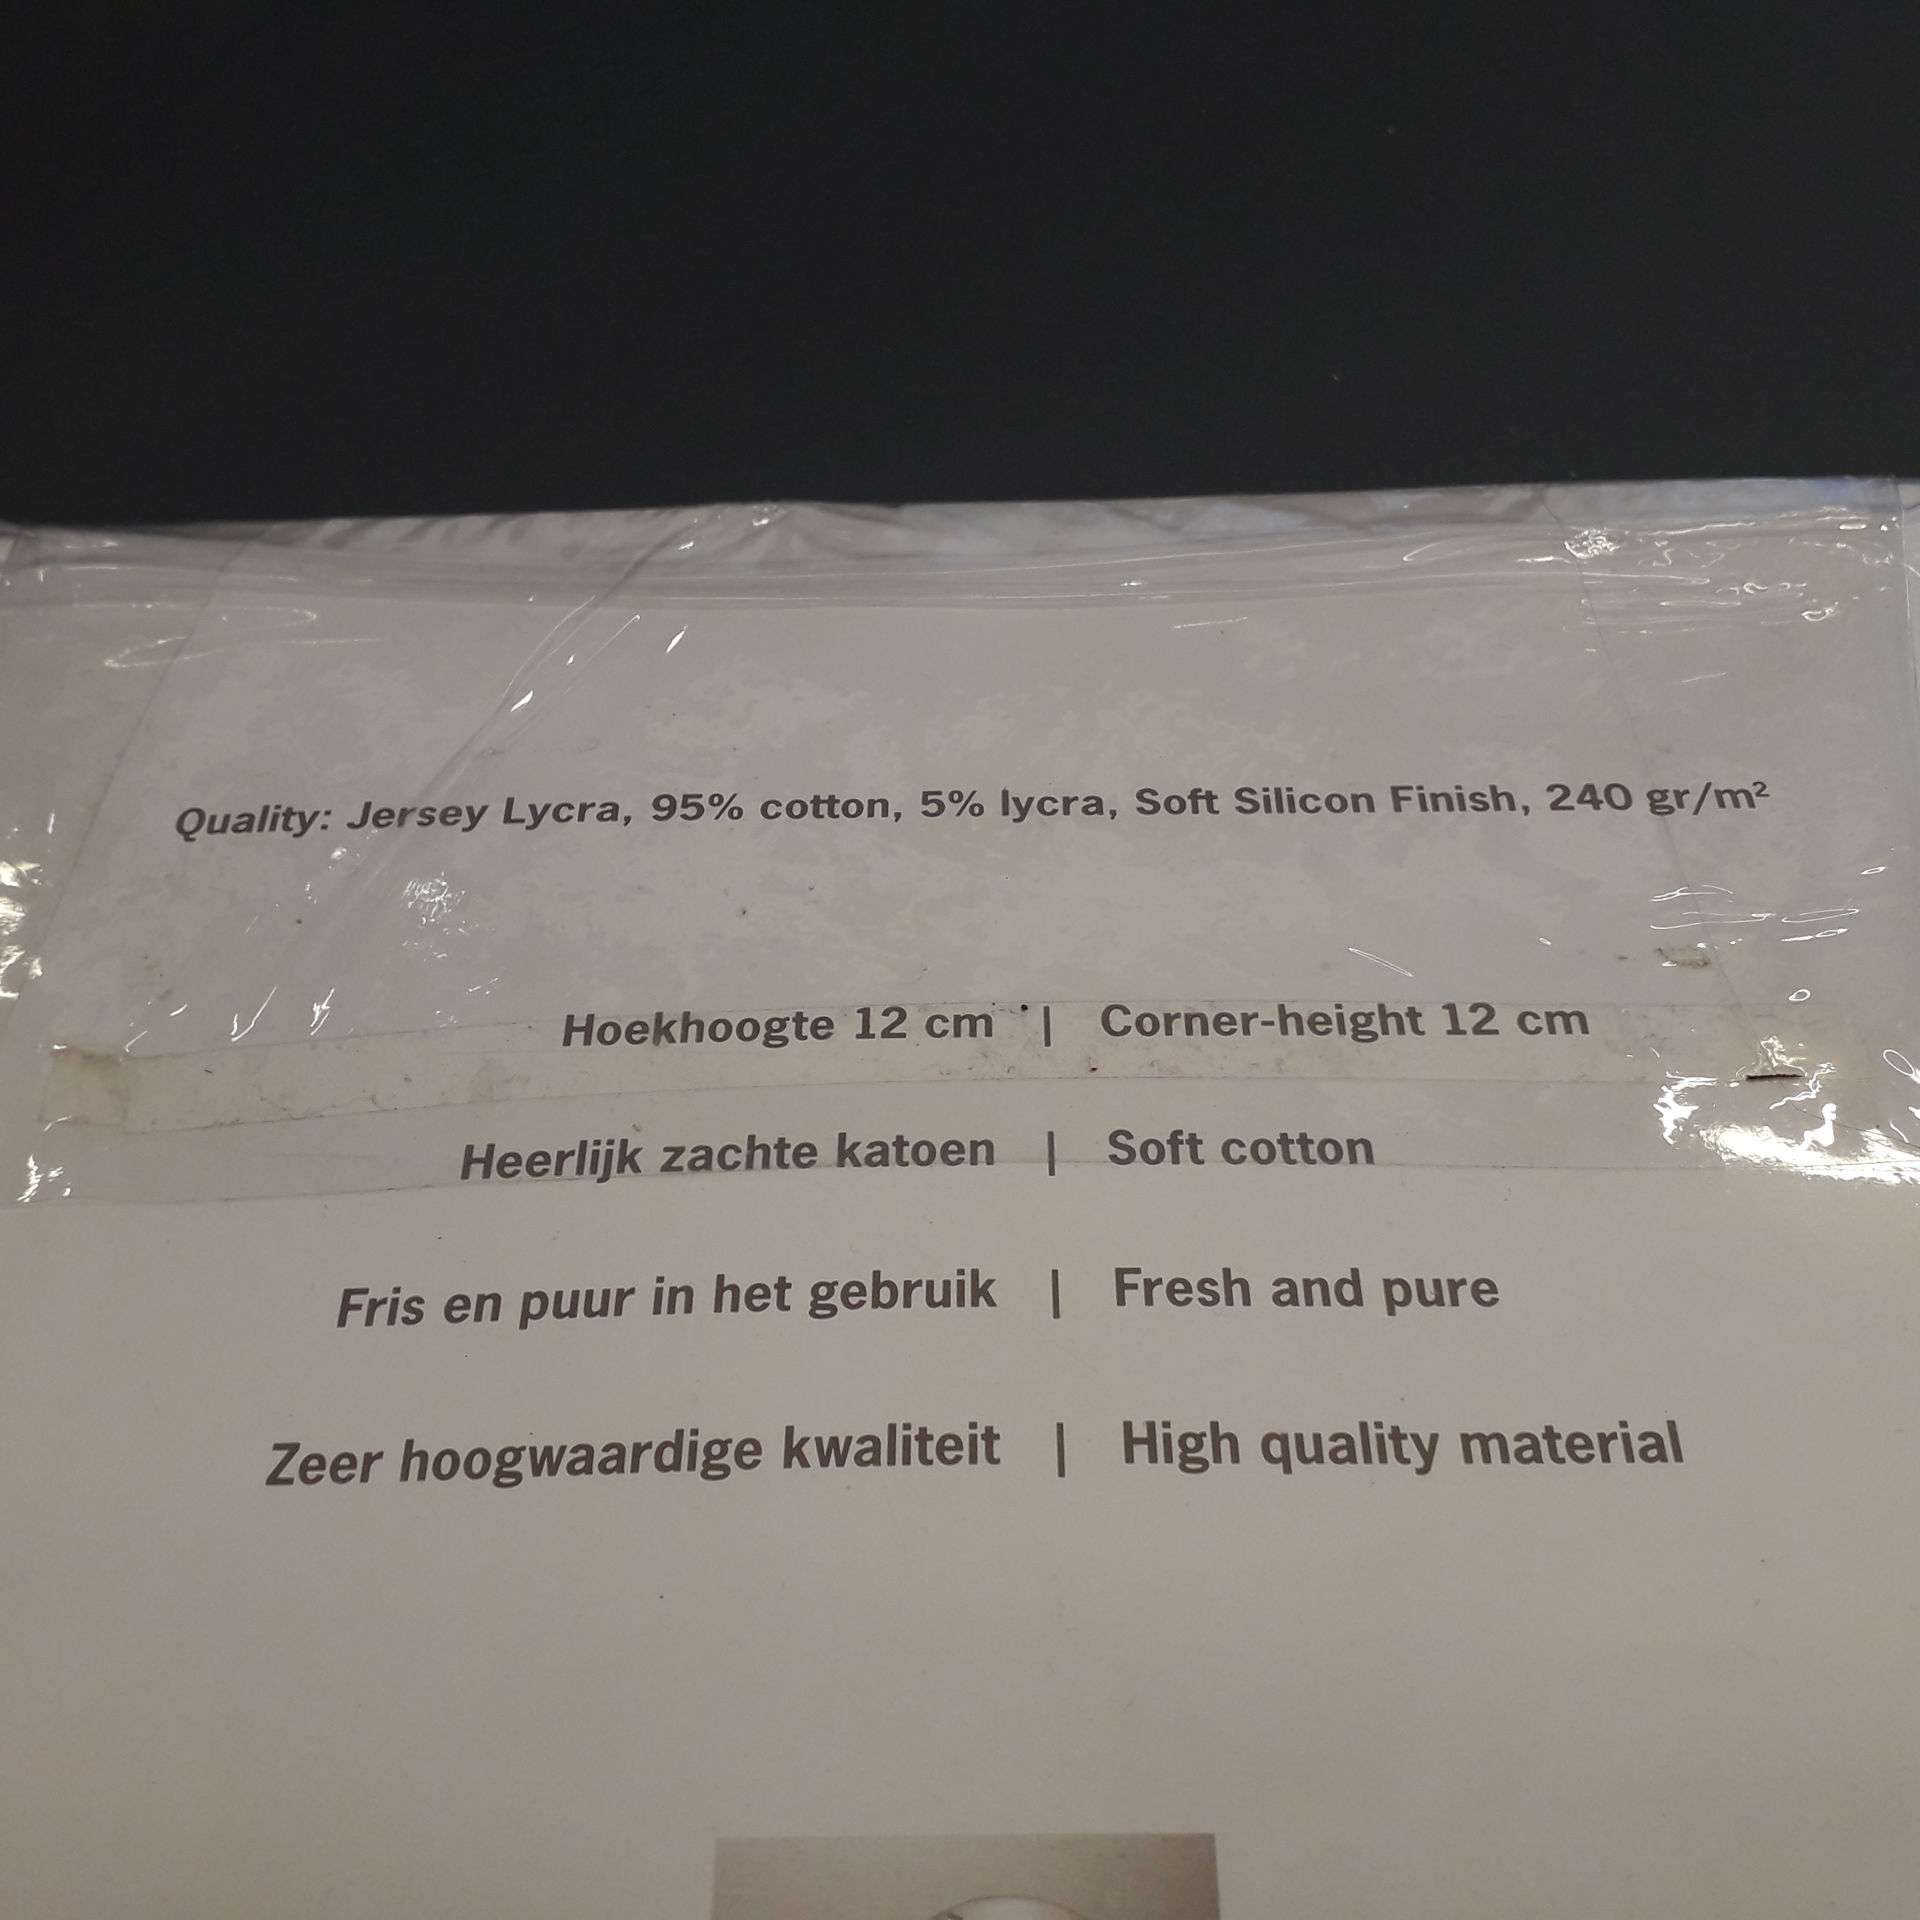 Quality: Jersey Lycra, 95% cotton, 5% lycra, Soft Silicon Finish, 240 gr/m²
Hoekhoogte 12 cm | Corner-height 12 cm
Heerlijk zachte katoen | Soft cotton
Fris en puur in het gebruik | Fresh and pure
Zeer hoogwaardige kwaliteit | High quality material